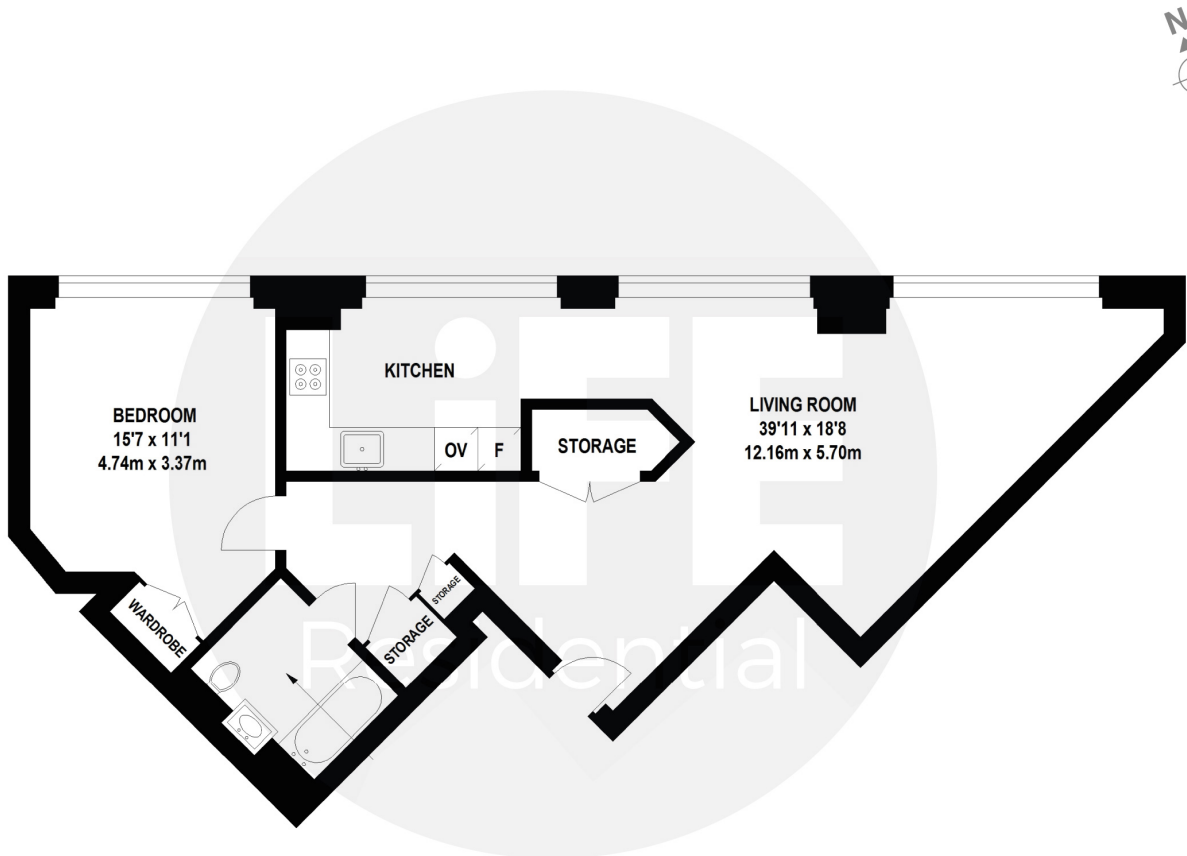 N
BEDROOM
15'7 x 11'1
4.74m x 3.37m
KITCHEN
OV
F
STORAGE
LIVING ROOM
39'11 x 18'8
12.16m x 5.70m
WARDROBE
STORAGE
STORAGE
LiFE
Residential